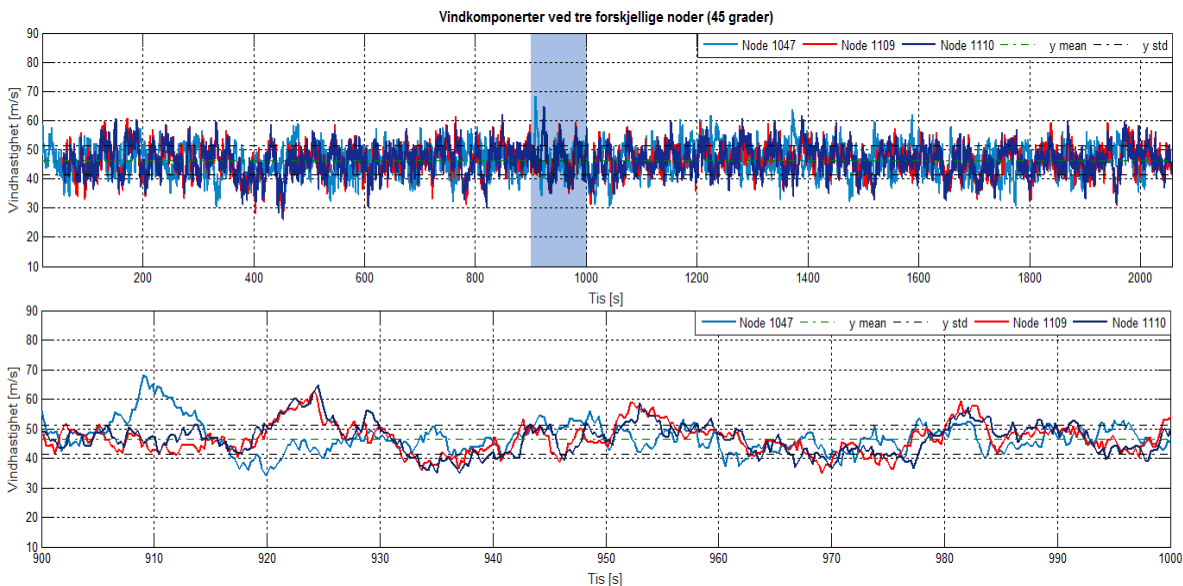 Vindkomponerter ved tre forskjellige noder (45 grader)
Node 1047 Node 1109 Node 1110 y mean y std
Vindhastighet [m/s]
90
80
70
60
50
40
30
20
10
200 400 600 800 1000 1200 1400 1600 1800 2000
Tis [s]
Node 1047 y mean y std Node 1109 Node 1110
Vindhastighet [m/s]
90
80
70
60
50
40
30
20
10
900 910 920 930 940 950 960 970 980 990 1000
Tis [s]